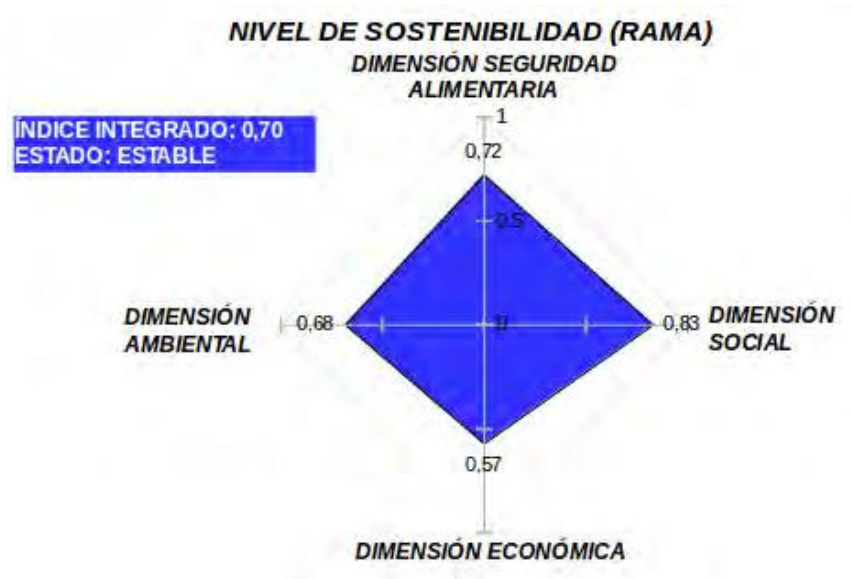 NIVEL DE SOSTENIBILIDAD (RAMA)
DIMENSIÓN SEGURIDAD
ALIMENTARIA
ÍNDICE INTEGRADO: 0,70
ESTADO: ESTABLE
1
0,72
0.5
DIMENSIÓN
AMBIENTAL
0,68
0
0,83
DIMENSIÓN
SOCIAL
0,57
DIMENSIÓN ECONÓMICA